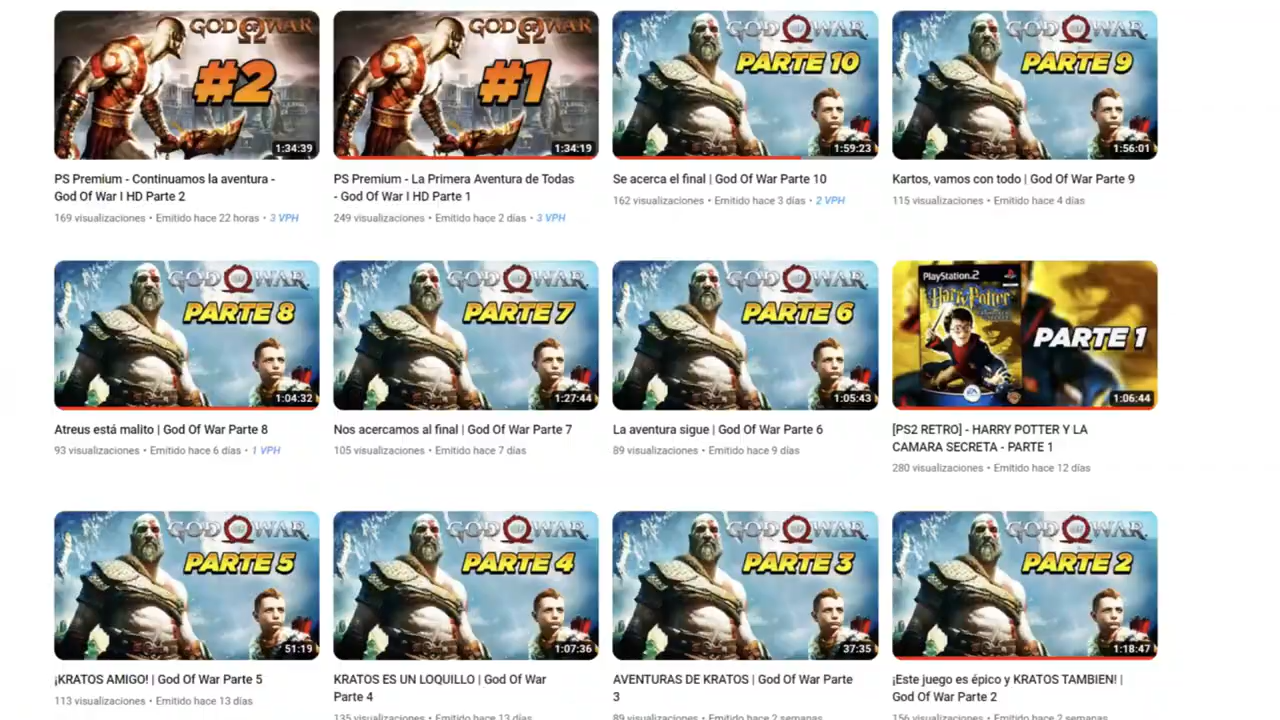 GOD OF WAR
#2
1:34:39
PS Premium - Continuamos la aventura -
God Of War I HD Parte 2
169 visualizaciones • Emitido hace 22 horas • 3 VPH
GOD OF WAR
#1
1:34:19
PS Premium - La Primera Aventura de Todas
- God Of War I HD Parte 1
249 visualizaciones • Emitido hace 2 días • 3 VPH
GOD OF WAR
PARTE 10
1:59:23
Se acerca el final | God Of War Parte 10
162 visualizaciones • Emitido hace 3 días • 2 VPH
GOD OF WAR
PARTE 9
1:56:01
Kartos, vamos con todo | God Of War Parte 9
115 visualizaciones • Emitido hace 4 días
GOD OF WAR
PARTE 8
1:04:32
Atreus está malito | God Of War Parte 8
93 visualizaciones • Emitido hace 6 días • 1 VPH
GOD OF WAR
PARTE 7
1:27:44
Nos acercamos al final | God Of War Parte 7
105 visualizaciones • Emitido hace 7 días
GOD OF WAR
PARTE 6
1:05:43
La aventura sigue | God Of War Parte 6
89 visualizaciones • Emitido hace 9 días
PlayStation.2
Harry Potter
PARTE 1
EA
1:06:44
[PS2 RETRO] - HARRY POTTER Y LA
CAMARA SECRETA - PARTE 1
280 visualizaciones • Emitido hace 12 días
GOD OF WAR
PARTE 5
51:19
¡KRATOS AMIGO! | God Of War Parte 5
113 visualizaciones • Emitido hace 13 días
GOD OF WAR
PARTE 4
1:07:36
KRATOS ES UN LOQUILLO | God Of War
Parte 4
135 visualizaciones • Emitido hace 13 días
GOD OF WAR
PARTE 3
37:35
AVENTURAS DE KRATOS | God Of War Parte
3
89 visualizaciones • Emitido hace 2 semanas
GOD OF WAR
PARTE 2
1:18:47
¡Este juego es épico y KRATOS TAMBIEN! |
God Of War Parte 2
156 visualizaciones • Emitido hace 2 semanas